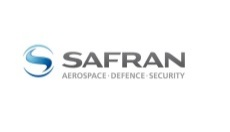 SAFRAN
AEROSPACE · DEFENCE · SECURITY